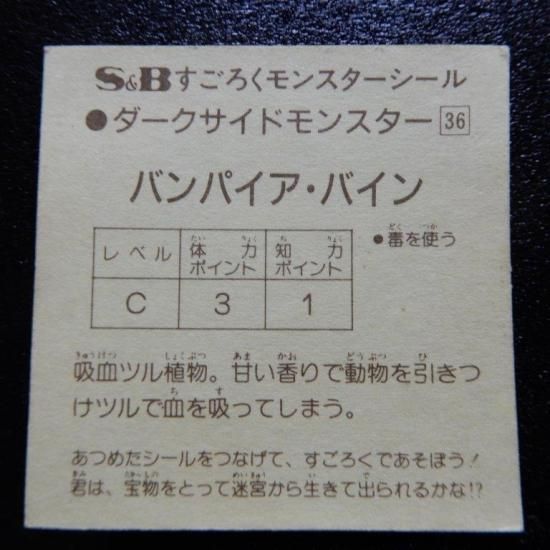 S&Bすごろくモンスターシール
●ダークサイドモンスター 36
バンパイア・バイン
レベル 体力ポイント 知力ポイント
C 3 1
●毒を使う
吸血ツル植物。甘い香りで動物を引きつ
けツルで血を吸ってしまう。
あつめたシールをつなげて、すごろくであそぼう!
君は、宝物をとって迷宮から生きて出られるかな!?